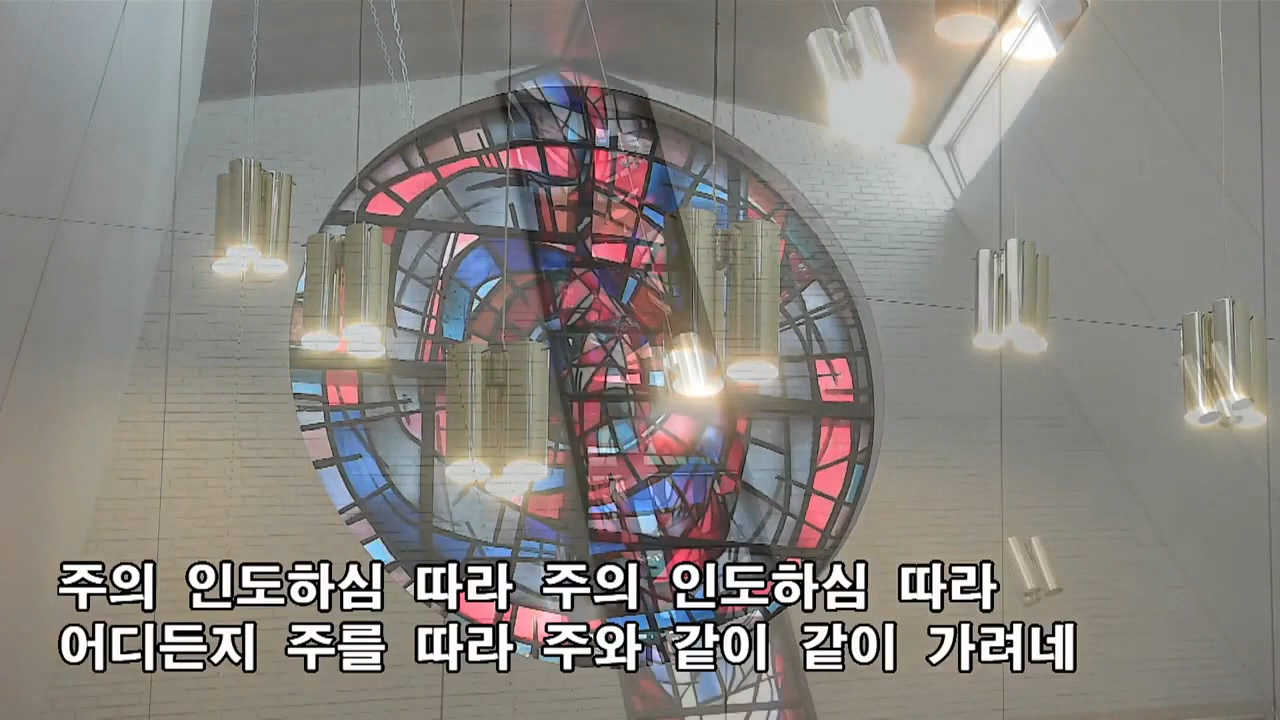 주의 인도하심 따라 주의 인도하심 따라
어디든지 주를 따라 주와 같이 같이 가려네